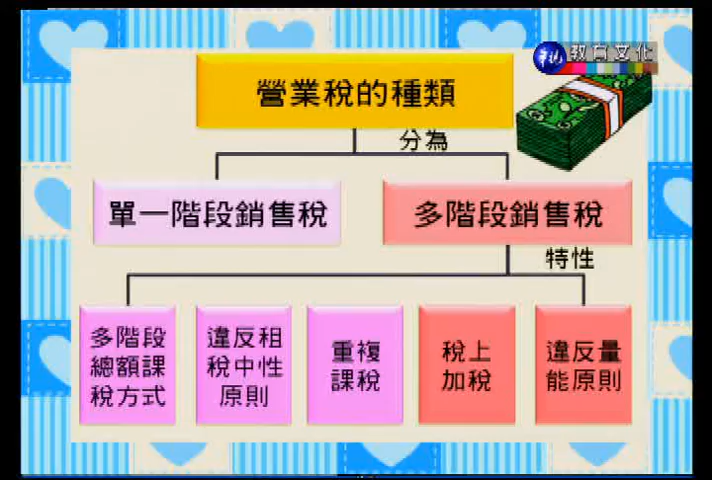 華視 教育文化
營業稅的種類
分為
單一階段銷售稅
多階段銷售稅
特性
多階段
總額課
稅方式
違反租
稅中性
原則
重複
課稅
稅上
加稅
違反量
能原則